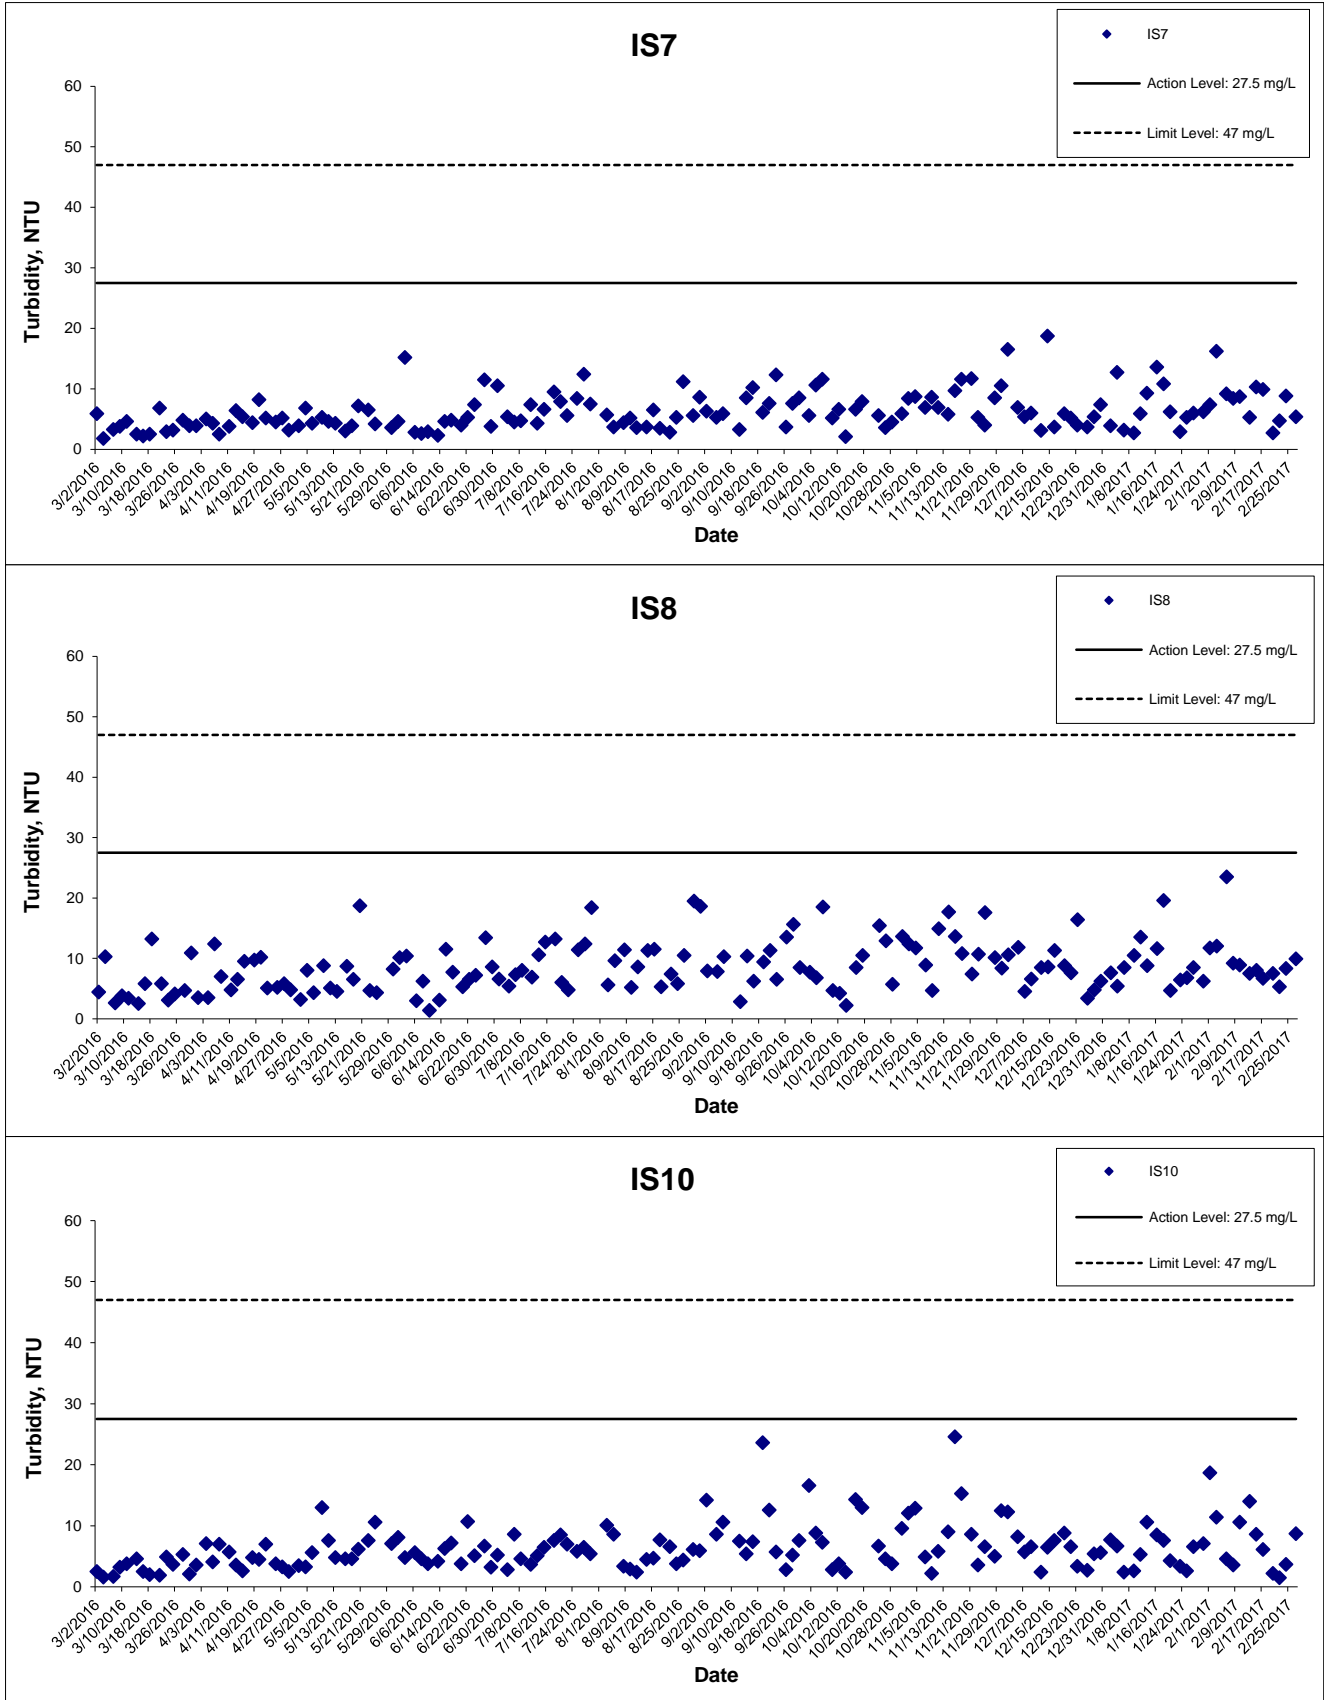 IS7
IS7
Action Level: 27.5 mg/L
Limit Level: 47 mg/L
Turbidity, NTU
60
50
40
30
20
10
0
3/2/2016 3/10/2016 3/18/2016 3/26/2016 4/3/2016 4/11/2016 4/19/2016 4/27/2016 5/5/2016 5/13/2016 5/21/2016 5/29/2016 6/6/2016 6/14/2016 6/22/2016 6/30/2016 7/8/2016 7/16/2016 7/24/2016 8/1/2016 8/9/2016 8/17/2016 8/25/2016 9/2/2016 9/10/2016 9/18/2016 9/26/2016 10/4/2016 10/12/2016 10/20/2016 10/28/2016 11/5/2016 11/13/2016 11/21/2016 11/29/2016 12/7/2016 12/15/2016 12/23/2016 12/31/2016 1/8/2017 1/16/2017 1/24/2017 2/1/2017 2/9/2017 2/17/2017 2/25/2017
Date
IS8
IS8
Action Level: 27.5 mg/L
Limit Level: 47 mg/L
Turbidity, NTU
60
50
40
30
20
10
0
3/2/2016 3/10/2016 3/18/2016 3/26/2016 4/3/2016 4/11/2016 4/19/2016 4/27/2016 5/5/2016 5/13/2016 5/21/2016 5/29/2016 6/6/2016 6/14/2016 6/22/2016 6/30/2016 7/8/2016 7/16/2016 7/24/2016 8/1/2016 8/9/2016 8/17/2016 8/25/2016 9/2/2016 9/10/2016 9/18/2016 9/26/2016 10/4/2016 10/12/2016 10/20/2016 10/28/2016 11/5/2016 11/13/2016 11/21/2016 11/29/2016 12/7/2016 12/15/2016 12/23/2016 12/31/2016 1/8/2017 1/16/2017 1/24/2017 2/1/2017 2/9/2017 2/17/2017 2/25/2017
Date
IS10
IS10
Action Level: 27.5 mg/L
Limit Level: 47 mg/L
Turbidity, NTU
60
50
40
30
20
10
0
3/2/2016 3/10/2016 3/18/2016 3/26/2016 4/3/2016 4/11/2016 4/19/2016 4/27/2016 5/5/2016 5/13/2016 5/21/2016 5/29/2016 6/6/2016 6/14/2016 6/22/2016 6/30/2016 7/8/2016 7/16/2016 7/24/2016 8/1/2016 8/9/2016 8/17/2016 8/25/2016 9/2/2016 9/10/2016 9/18/2016 9/26/2016 10/4/2016 10/12/2016 10/20/2016 10/28/2016 11/5/2016 11/13/2016 11/21/2016 11/29/2016 12/7/2016 12/15/2016 12/23/2016 12/31/2016 1/8/2017 1/16/2017 1/24/2017 2/1/2017 2/9/2017 2/17/2017 2/25/2017
Date